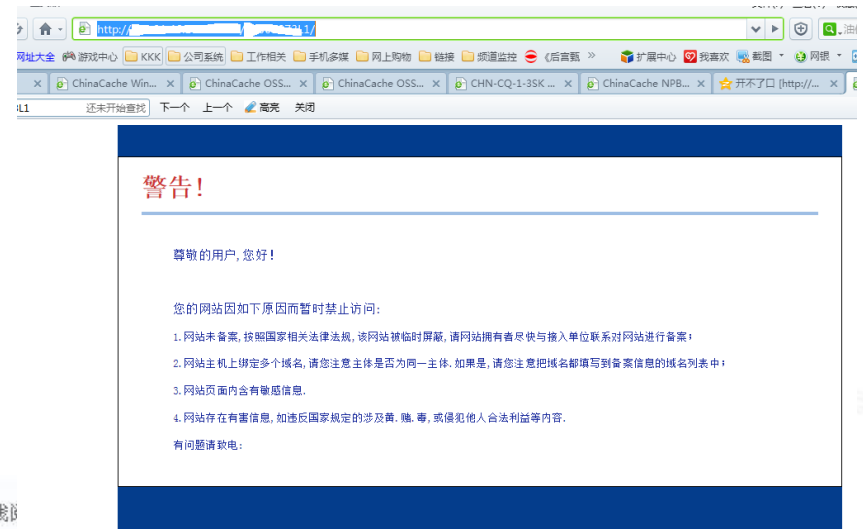 http://
L1/
网址大全 游戏中心 KKK 公司系统 工作相关 手机多媒 网上购物 链接 频道监控 《后宫甄 » 扩展中心 我喜欢 截图 网银
ChinaCache Win... ChinaCache OSS... ChinaCache OSS... CHN-CQ-1-3SK ... ChinaCache NPB... 开不了口 [http://...
L1 还未开始查找 下一个 上一个 高亮 关闭
警告!
尊敬的用户,您好!
您的网站因如下原因而暂时禁止访问:
1.网站未备案,按照国家相关法律法规,该网站被临时屏蔽,请网站拥有者尽快与接入单位联系对网站进行备案;
2.网站主机上绑定多个域名,请您注意主体是否为同一主体.如果是,请您注意把域名都填写到备案信息的域名列表中;
3.网站页面内含有敏感信息.
4.网站存在有害信息,如违反国家规定的涉及黄.赌.毒,或侵犯他人合法利益等内容.
有问题请致电: